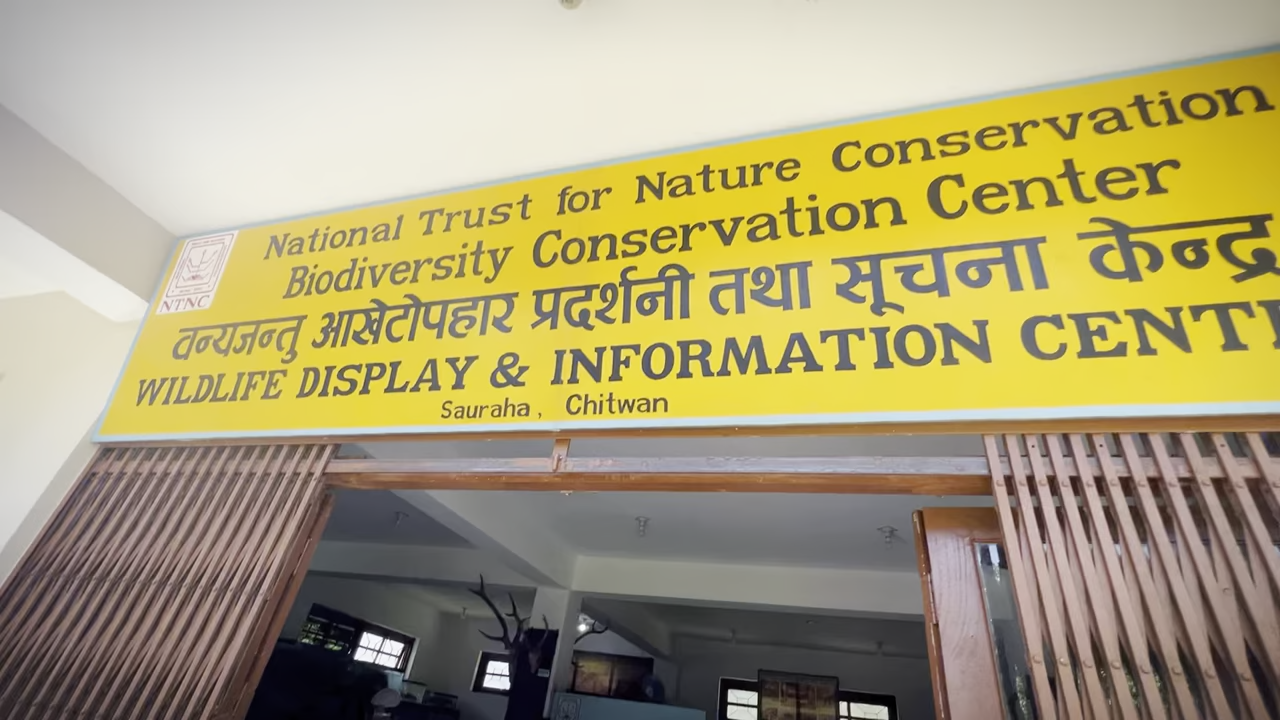 National Trust for Nature Conservation
Biodiversity Conservation Center
वन्यजन्तु आखेटोपहार प्रदर्शनी तथा सूचना केन्द्र
WILDLIFE DISPLAY & INFORMATION CENT
Sauraha, Chitwan
NTNC